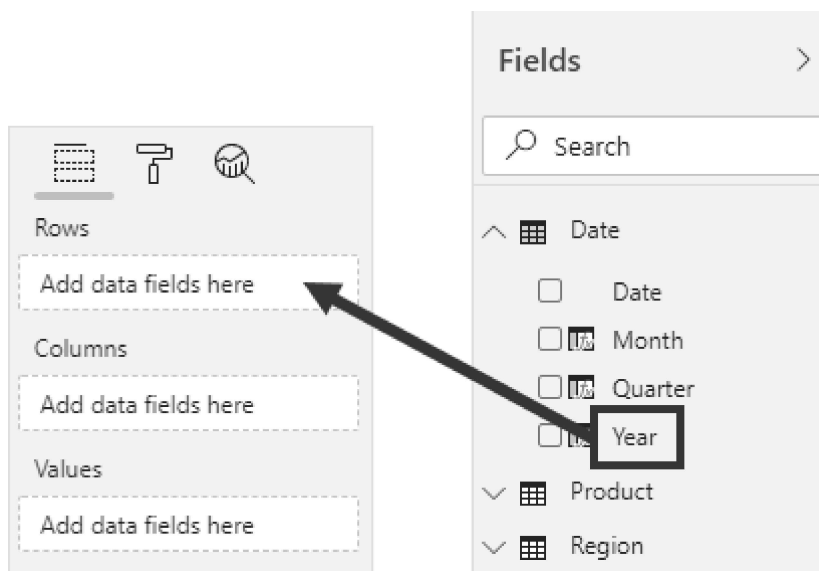 Rows
Add data fields here
Columns
Add data fields here
Values
Add data fields here
Fields
Search
Date
Date
Month
Quarter
Year
Product
Region